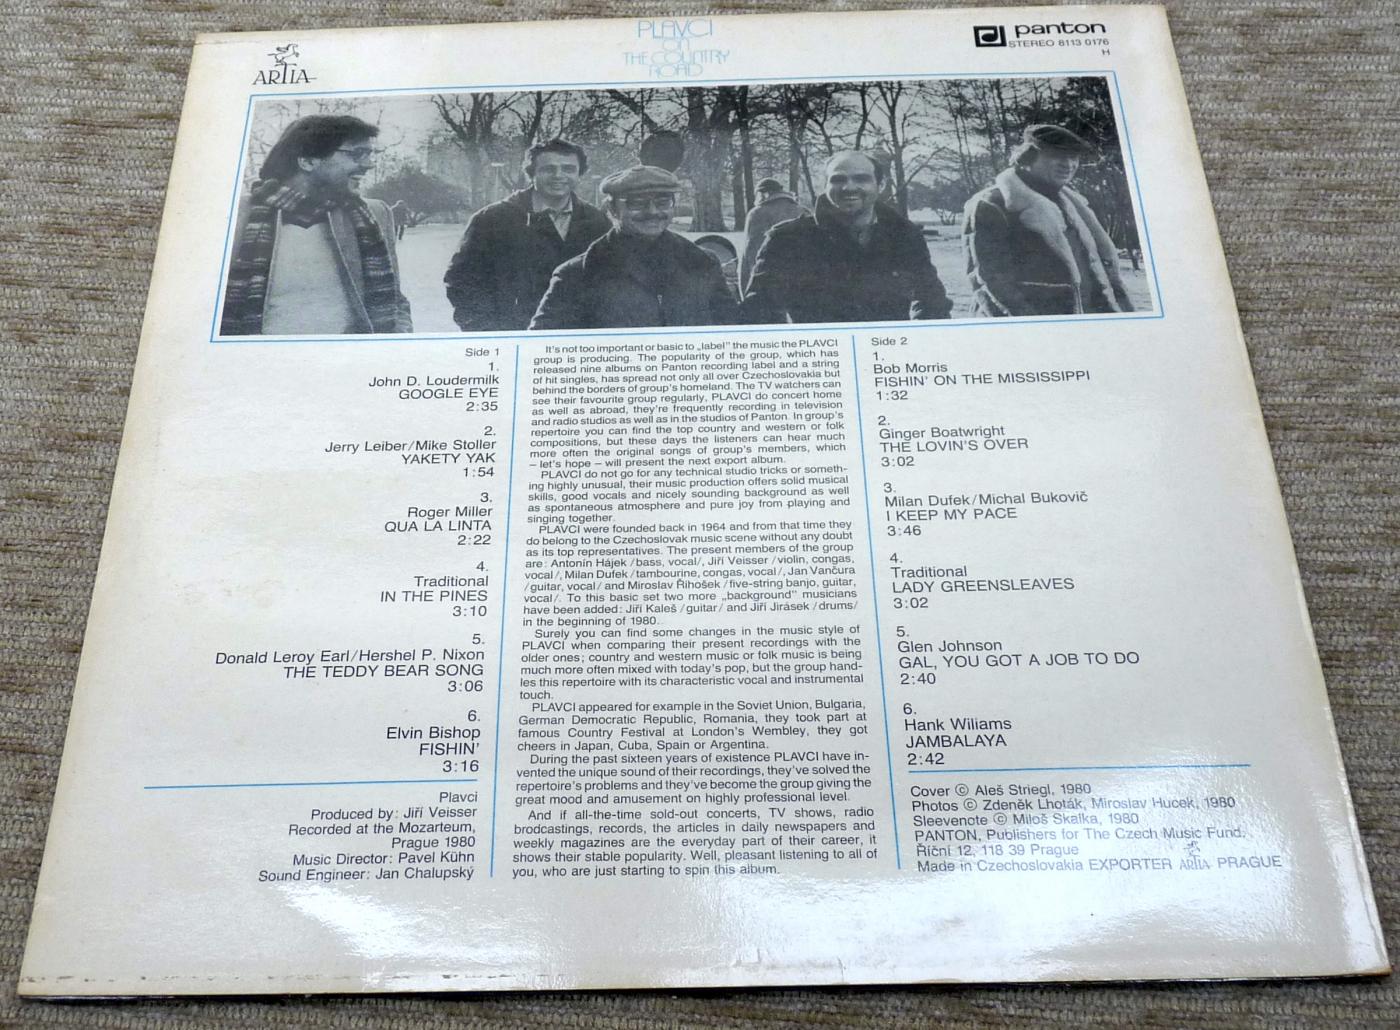 ARTIA
PLAVCI
on
THE COUNTRY
ROAD
panton
STEREO 8113 0176
H
Side 1
1.
John D. Loudermilk
GOOGLE EYE
2:35
2.
Jerry Leiber/Mike Stoller
YAKETY YAK
1:54
3.
Roger Miller
QUA LA LINTA
2:22
4.
Traditional
IN THE PINES
3:10
5.
Donald Leroy Earl/Hershel P. Nixon
THE TEDDY BEAR SONG
3:06
6.
Elvin Bishop
FISHIN'
3:16
Plavci
Produced by: Jiří Veisser
Recorded at the Mozarteum,
Prague 1980
Music Director: Pavel Kühn
Sound Engineer: Jan Chalupský
It's not too important or basic to „label" the music the PLAVCI
group is producing. The popularity of the group, which has
released nine albums on Panton recording label and a string
of hit singles, has spread not only all over Czechoslovakia but
behind the borders of group's homeland. The TV watchers can
see their favourite group regularly, PLAVCI do concert home
as well as abroad, they're frequently recording in television
and radio studios as well as in the studios of Panton. In group's
repertoire you can find the top country and western or folk
compositions, but these days the listeners can hear much
more often the original songs of group's members, which
– let's hope – will present the next export album.
PLAVCI do not go for any technical studio tricks or someth-
ing highly unusual, their music production offers solid musical
skills, good vocals and nicely sounding background as well
as spontaneous atmosphere and pure joy from playing and
singing together.
PLAVCI were founded back in 1964 and from that time they
do belong to the Czechoslovak music scene without any doubt
as its top representatives. The present members of the group
are: Antonín Hájek /bass, vocal/, Jiří Veisser /violin, congas,
vocal/, Milan Dufek /tambourine, congas, vocal/, Jan Vančura
/guitar, vocal/ and Miroslav Řihošek /five-string banjo, guitar,
vocal/. To this basic set two more „background" musicians
have been added: Jiří Kaleš /guitar/ and Jiří Jirásek /drums/
in the beginning of 1980.
Surely you can find some changes in the music style of
PLAVCI when comparing their present recordings with the
older ones; country and western music or folk music is being
much more often mixed with today's pop, but the group hand-
les this repertoire with its characteristic vocal and instrumental
touch.
PLAVCI appeared for example in the Soviet Union, Bulgaria,
German Democratic Republic, Romania, they took part at
famous Country Festival at London's Wembley, they got
cheers in Japan, Cuba, Spain or Argentina.
During the past sixteen years of existence PLAVCI have in-
vented the unique sound of their recordings, they've solved the
repertoire's problems and they've become the group giving the
great mood and amusement on highly professional level.
And if all-the-time sold-out concerts, TV shows, radio
brodcastings, records, the articles in daily newspapers and
weekly magazines are the everyday part of their career, it
shows their stable popularity. Well, pleasant listening to all of
you, who are just starting to spin this album.
Side 2
1.
Bob Morris
FISHIN' ON THE MISSISSIPPI
1:32
2.
Ginger Boatwright
THE LOVIN'S OVER
3:02
3.
Milan Dufek/Michal Bukovič
I KEEP MY PACE
3:46
4.
Traditional
LADY GREENSLEAVES
3:02
5.
Glen Johnson
GAL, YOU GOT A JOB TO DO
2:40
6.
Hank Wiliams
JAMBALAYA
2:42
Cover © Aleš Striegl, 1980
Photos © Zdeněk Lhoták, Miroslav Hucek, 1980
Sleevenote © Miloš Skalka, 1980
PANTON, Publishers for The Czech Music Fund,
Říční 12, 118 39 Prague
Made in Czechoslovakia EXPORTER ARTIA PRAGUE